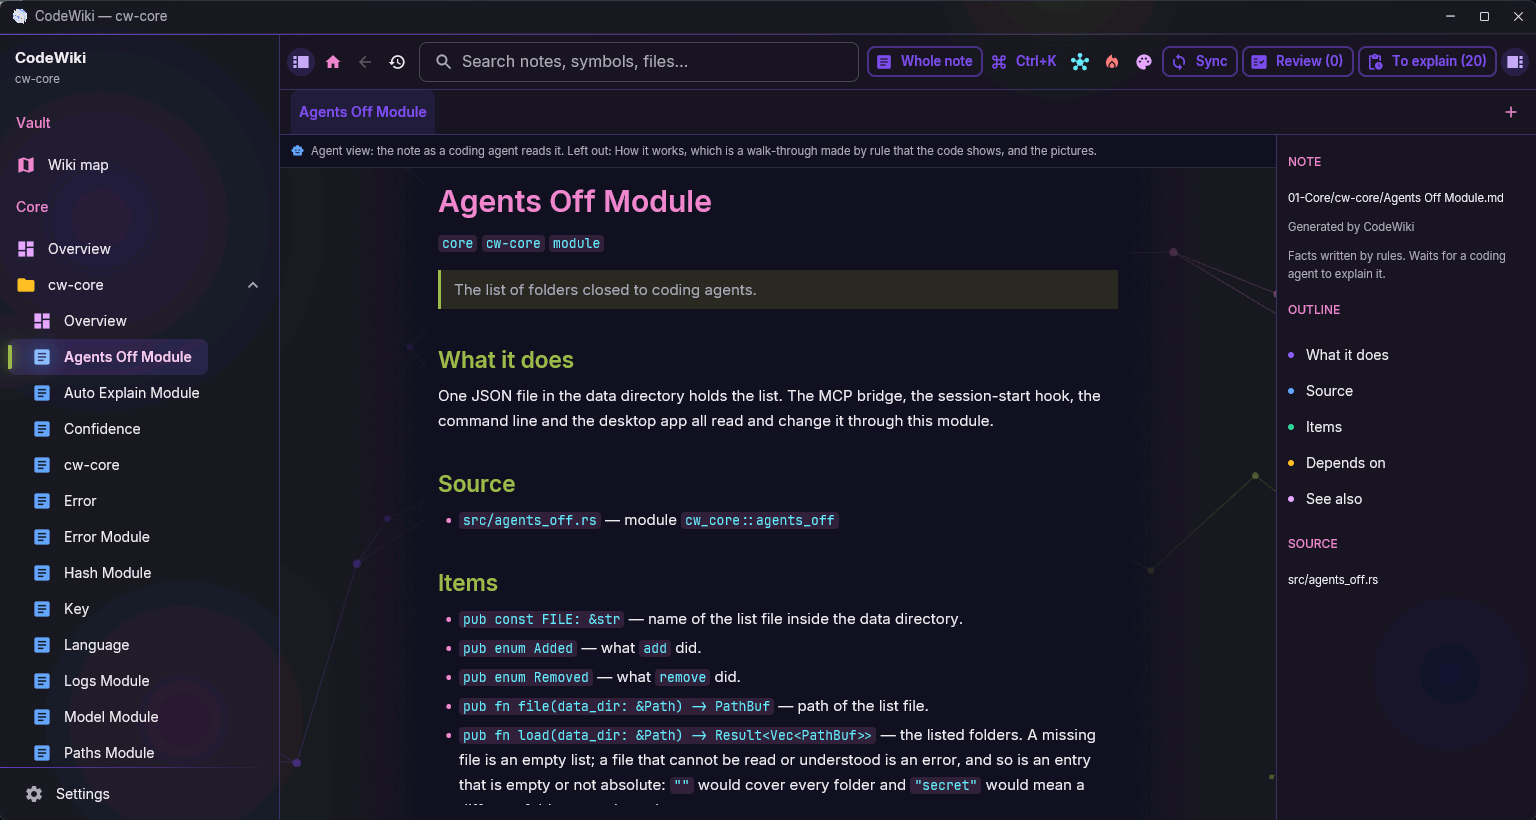 CodeWiki — cw-core
CodeWiki
cw-core
Vault
Wiki map
Core
Overview
cw-core
Overview
Agents Off Module
Auto Explain Module
Confidence
cw-core
Error
Error Module
Hash Module
Key
Language
Logs Module
Model Module
Paths Module
Settings
Search notes, symbols, files...
Whole note
Ctrl+K
Sync
Review (0)
To explain (20)
Agents Off Module
Agent view: the note as a coding agent reads it. Left out: How it works, which is a walk-through made by rule that the code shows, and the pictures.
Agents Off Module
core cw-core module
The list of folders closed to coding agents.
What it does
One JSON file in the data directory holds the list. The MCP bridge, the session-start hook, the
command line and the desktop app all read and change it through this module.
Source
• src/agents_off.rs — module cw_core::agents_off
Items
• pub const FILE: &str — name of the list file inside the data directory.
• pub enum Added — what add did.
• pub enum Removed — what remove did.
• pub fn file(data_dir: &Path) -> PathBuf — path of the list file.
• pub fn load(data_dir: &Path) -> Result<Vec<PathBuf>> — the listed folders. A missing
file is an empty list; a file that cannot be read or understood is an error, and so is an entry
that is empty or not absolute: "" would cover every folder and "secret" would mean a
NOTE
01-Core/cw-core/Agents Off Module.md
Generated by CodeWiki
Facts written by rules. Waits for a coding
agent to explain it.
OUTLINE
What it does
Source
Items
Depends on
See also
SOURCE
src/agents_off.rs